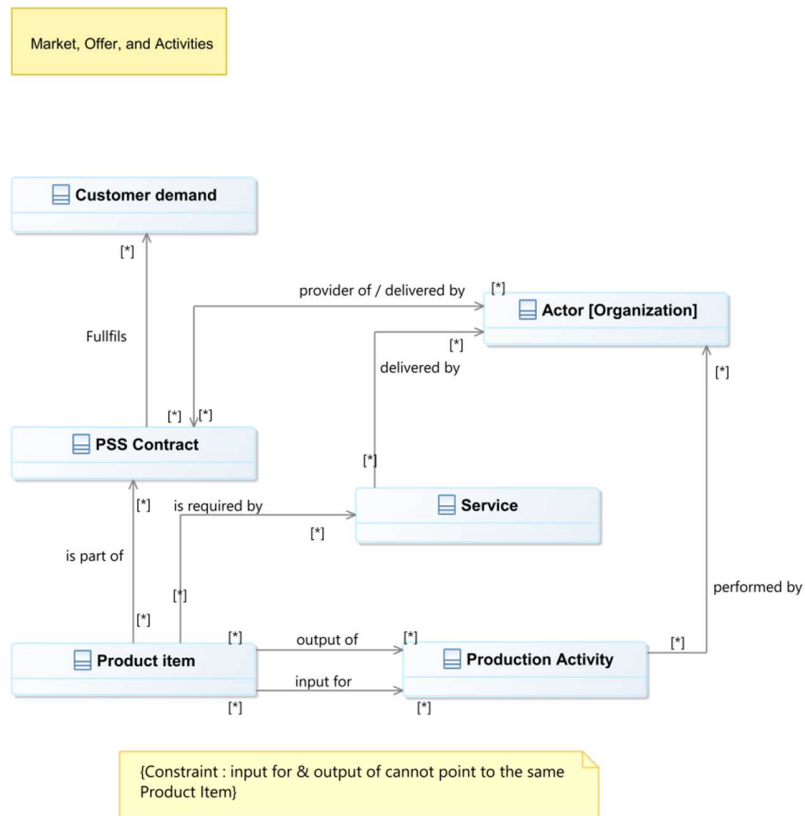 Market, Offer, and Activities
Customer demand
[*]
provider of / delivered by
[*]
Actor [Organization]
Fullfils
[*]
delivered by
[*]
[*]
[*]
PSS Contract
[*]
[*]
is required by
Service
[*]
is part of
performed by
[*]
[*]
[*]
output of
[*]
[*]
Product item
Production Activity
input for
[*]
[*]
{Constraint : input for & output of cannot point to the same
Product Item}